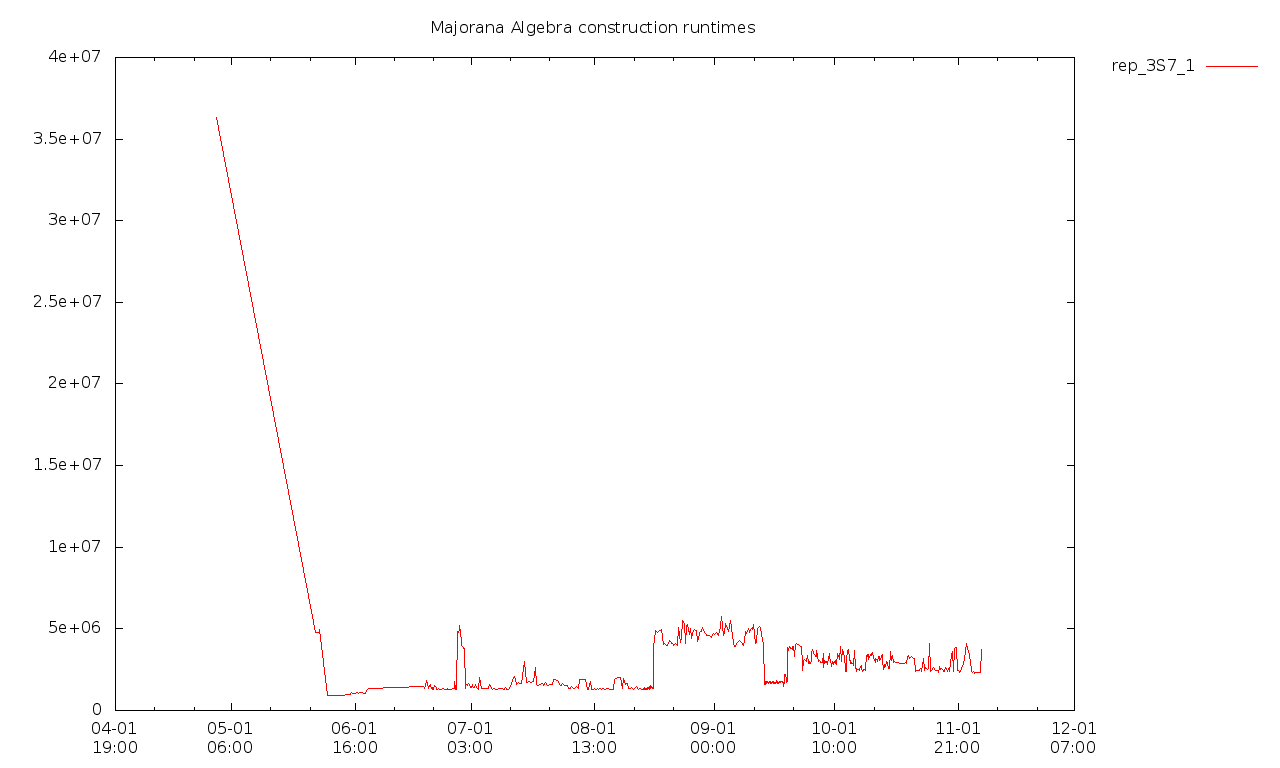 Majorana Algebra construction runtimes
rep_3S7_1
4e+07
3.5e+07
3e+07
2.5e+07
2e+07
1.5e+07
1e+07
5e+06
0
04-01 05-01 06-01 07-01 08-01 09-01 10-01 11-01 12-01
19:00 06:00 16:00 03:00 13:00 00:00 10:00 21:00 07:00